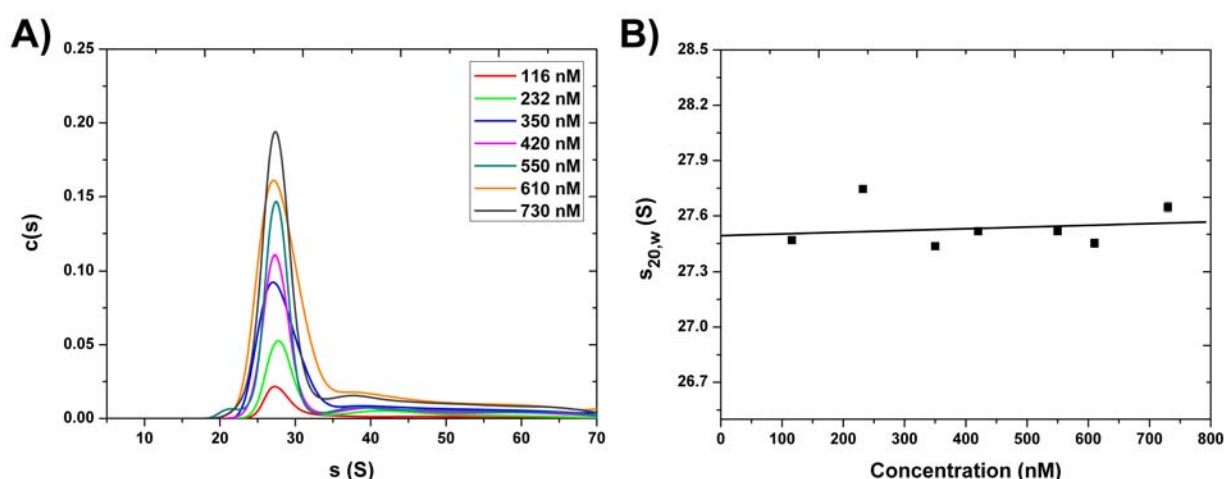 A)
0.25
0.20
0.15
0.10
0.05
0.00
c(s)
10 20 30 40 50 60 70
s (S)
116 nM
232 nM
350 nM
420 nM
550 nM
610 nM
730 nM
B)
28.5
28.2
27.9
27.6
27.3
27.0
26.7
s20,w (S)
0 100 200 300 400 500 600 700 800
Concentration (nM)